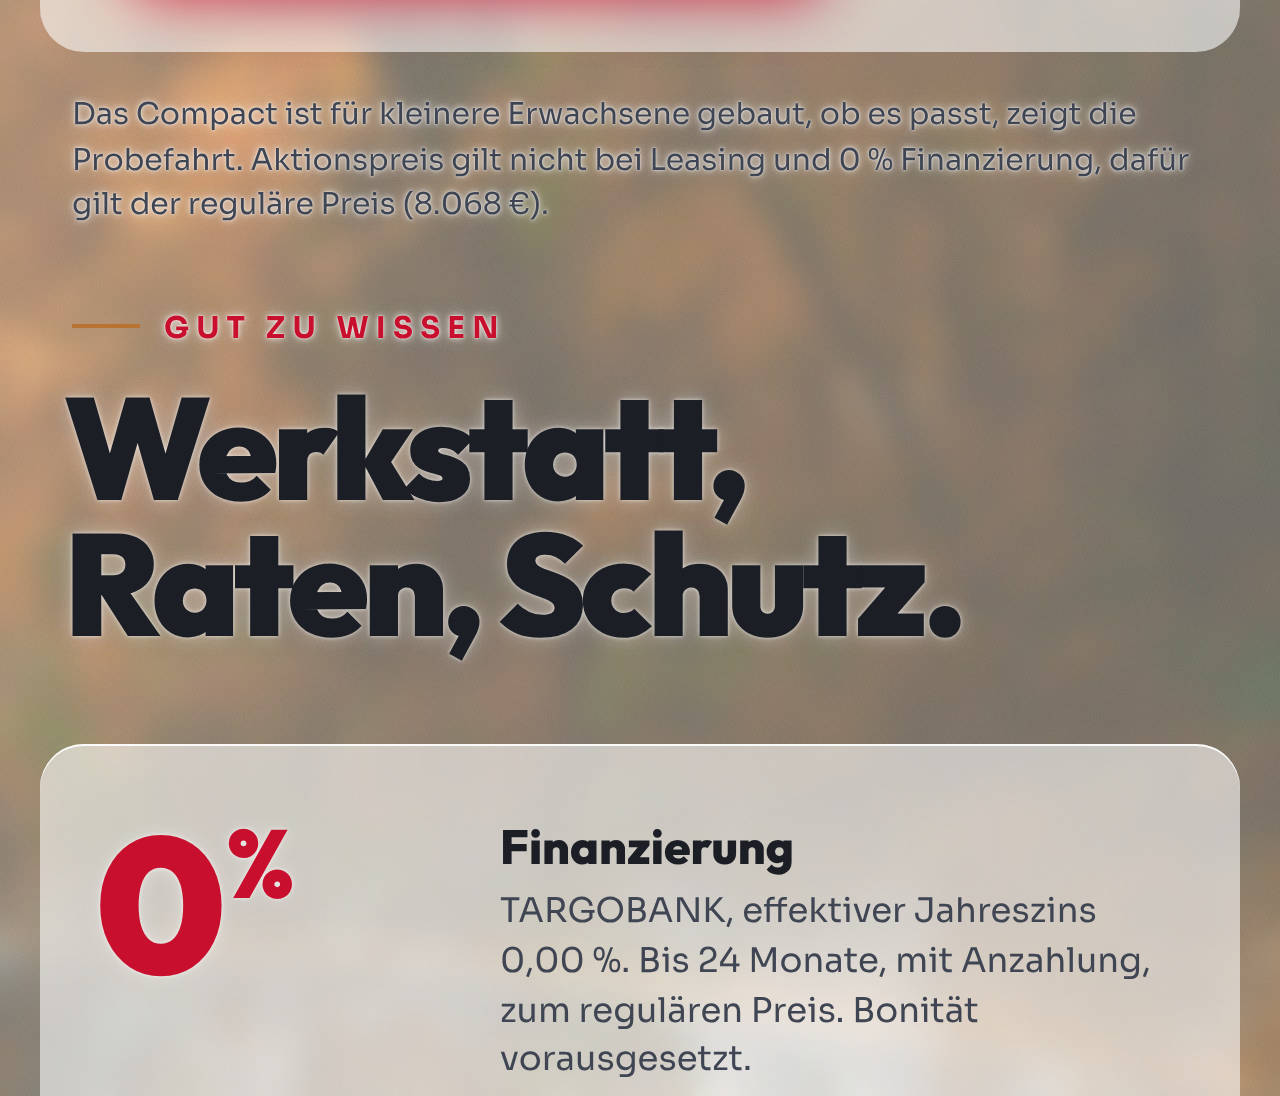 Das Compact ist für kleinere Erwachsene gebaut, ob es passt, zeigt die
Probefahrt. Aktionspreis gilt nicht bei Leasing und 0 % Finanzierung, dafür
gilt der reguläre Preis (8.068 €).
GUT ZU WISSEN
Werkstatt,
Raten, Schutz.
0%
Finanzierung
TARGOBANK, effektiver Jahreszins
0,00 %. Bis 24 Monate, mit Anzahlung,
zum regulären Preis. Bonität
vorausgesetzt.